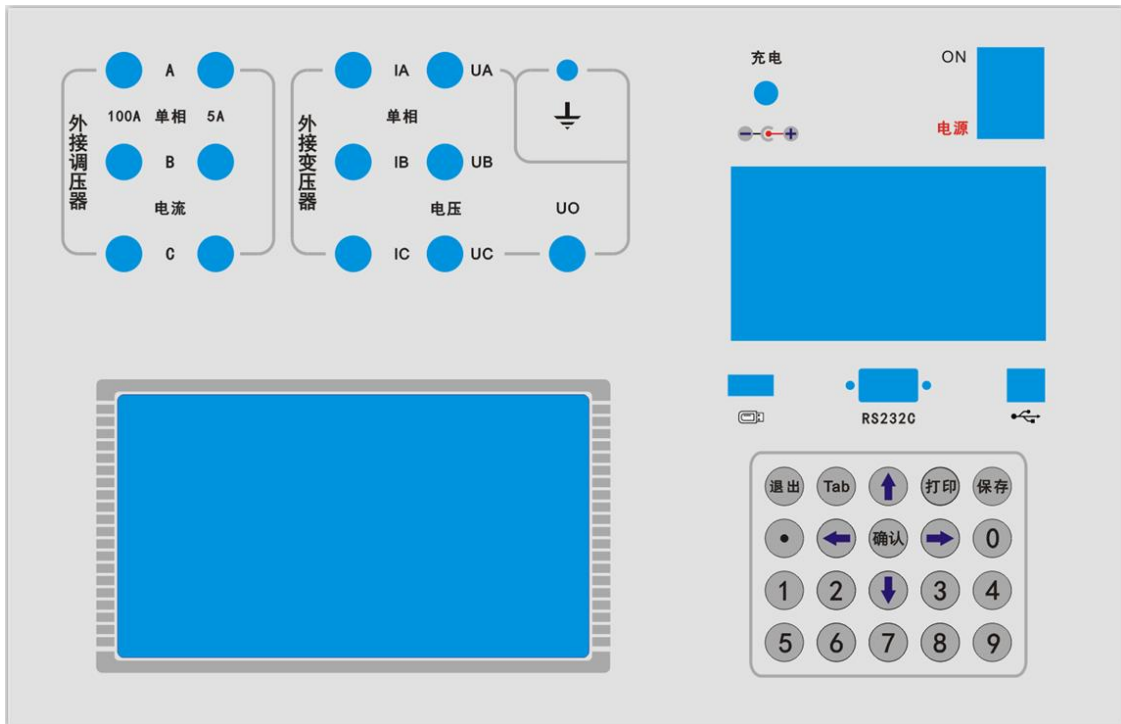 外接调压器
A
100A 单相 5A
B
电流
C
外接变压器
IA UA
单相
IB UB
电压 UO
IC UC
充电
ON
电源
RS232C
退出 Tab 打印 保存
确认 0
1 2 3 4
5 6 7 8 9